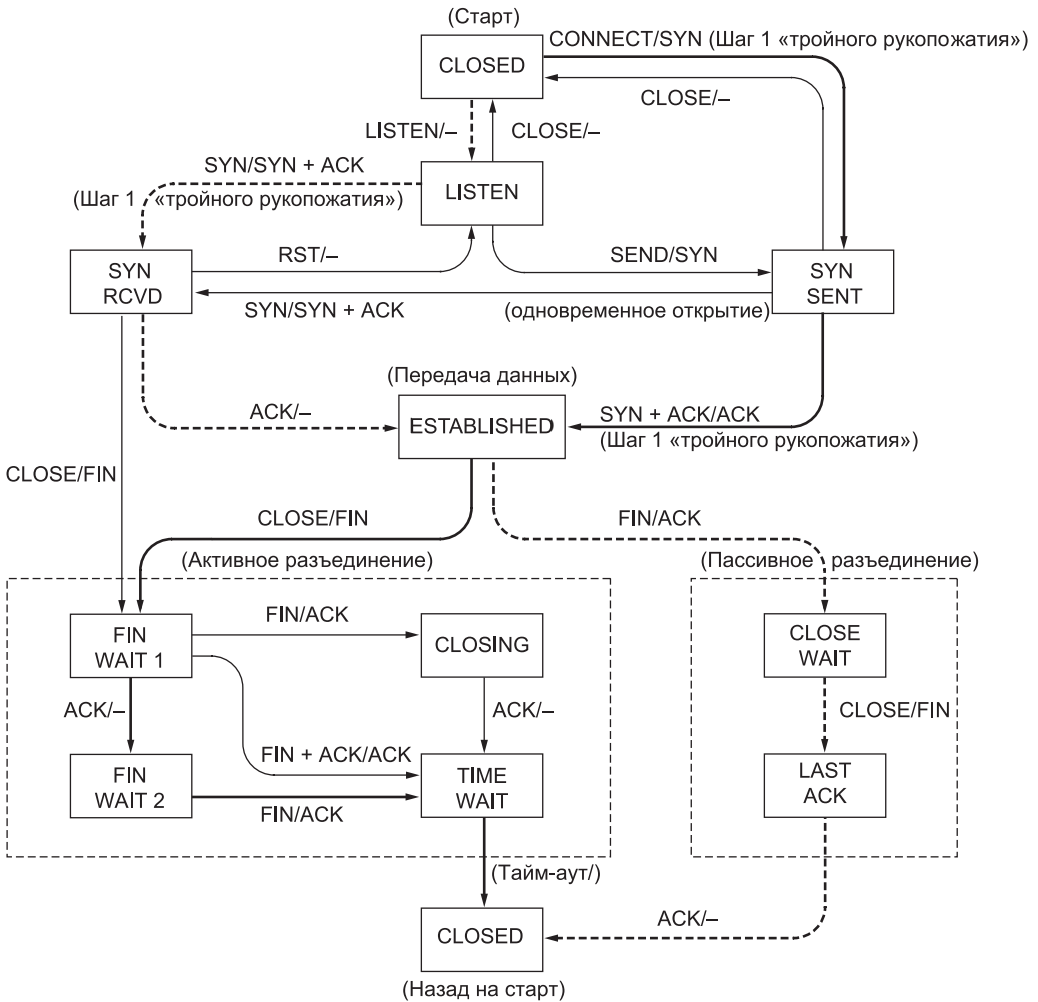 (Старт)
CONNECT/SYN (Шаг 1 «тройного рукопожатия»)
CLOSED
CLOSE/–
LISTEN/–
CLOSE/–
SYN/SYN + ACK
(Шаг 1 «тройного рукопожатия»)
LISTEN
RST/–
SEND/SYN
SYN
RCVD
SYN
SENT
SYN/SYN + ACK
(одновременное открытие)
(Передача данных)
ACK/–
ESTABLISHED
SYN + ACK/ACK
(Шаг 1 «тройного рукопожатия»)
CLOSE/FIN
CLOSE/FIN
FIN/ACK
(Активное разъединение)
(Пассивное разъединение)
FIN
WAIT 1
FIN/ACK
CLOSING
CLOSE
WAIT
ACK/–
ACK/–
CLOSE/FIN
FIN + ACK/ACK
FIN
WAIT 2
FIN/ACK
TIME
WAIT
LAST
ACK
(Тайм-аут/)
ACK/–
CLOSED
(Назад на старт)